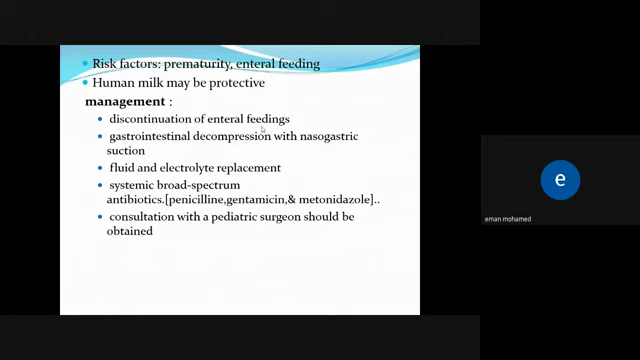 Risk factors: prematurity, enteral feeding
Human milk may be protective
management :
discontinuation of enteral feedings
gastrointestinal decompression with nasogastric
suction
fluid and electrolyte replacement
systemic broad-spectrum
antibiotics.[penicilline,gentamicin,& metonidazole]..
consultation with a pediatric surgeon should be
obtained
e
eman mohamed